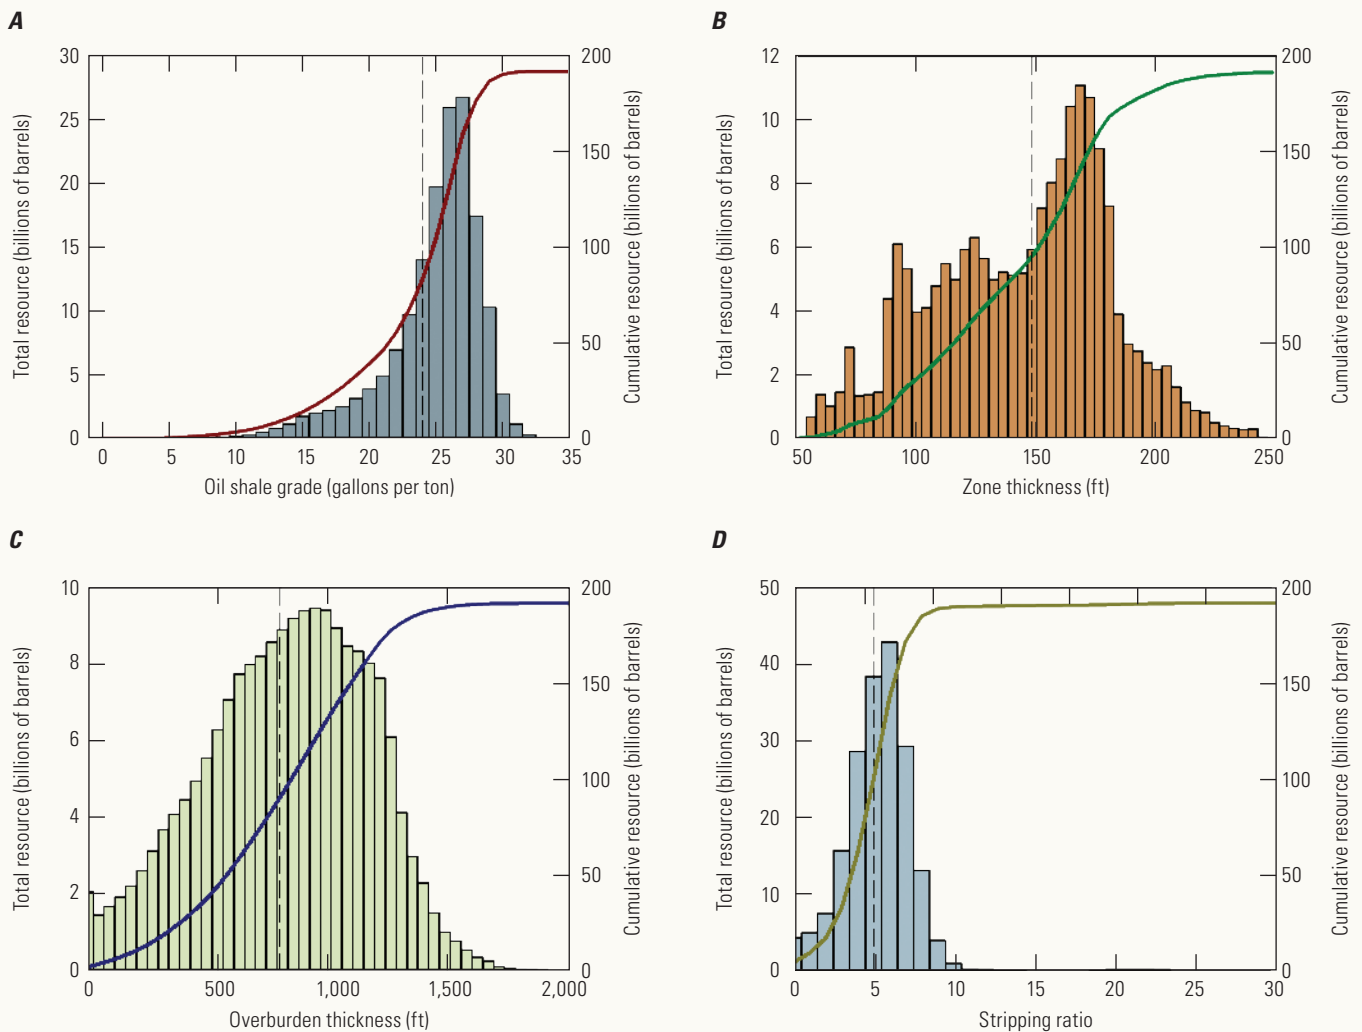 A
30
25
20
15
10
5
0
Total resource (billions of barrels)
200
150
100
50
0
Cumulative resource (billions of barrels)
0 5 10 15 20 25 30 35
Oil shale grade (gallons per ton)
B
12
10
8
6
4
2
0
Total resource (billions of barrels)
200
150
100
50
0
Cumulative resource (billions of barrels)
50 100 150 200 250
Zone thickness (ft)
C
10
8
6
4
2
0
Total resource (billions of barrels)
200
150
100
50
0
Cumulative resource (billions of barrels)
0 500 1,000 1,500 2,000
Overburden thickness (ft)
D
50
40
30
20
10
0
Total resource (billions of barrels)
200
150
100
50
0
Cumulative resource (billions of barrels)
0 5 10 15 20 25 30
Stripping ratio